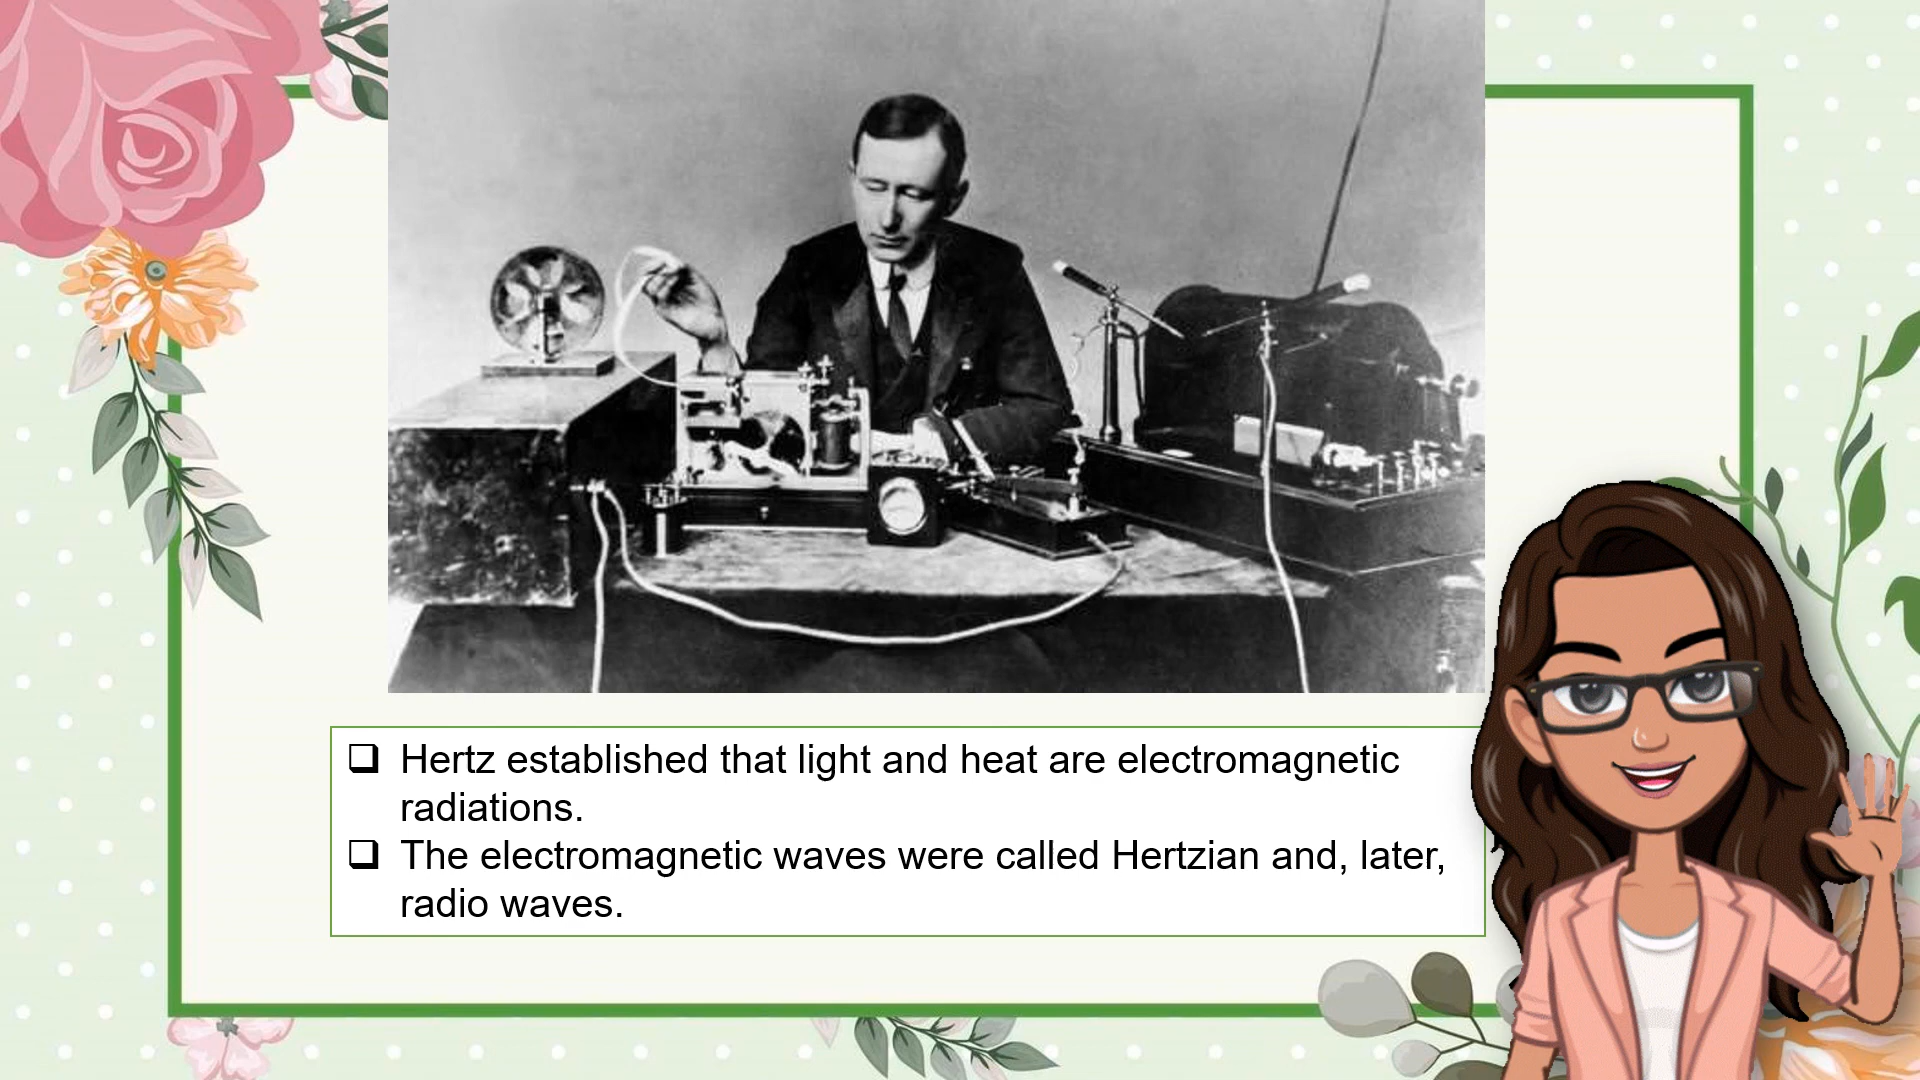 ❑ Hertz established that light and heat are electromagnetic
radiations.
❑ The electromagnetic waves were called Hertzian and, later,
radio waves.